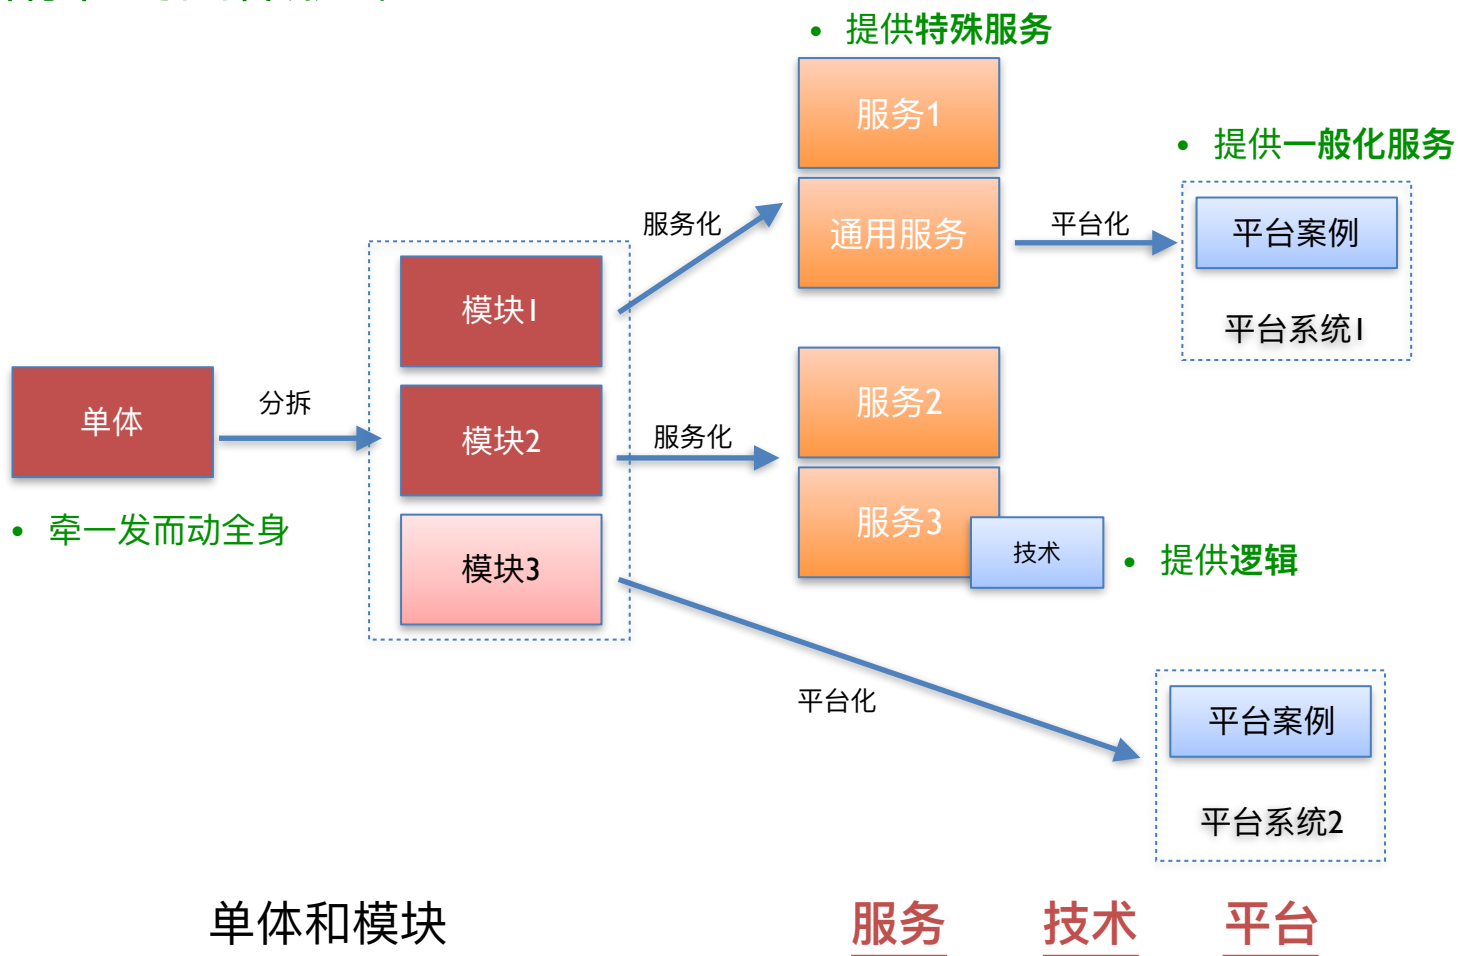 • 提供特殊服务
服务1
• 提供一般化服务
服务化
通用服务
平台化
平台案例
模块1
平台系统1
单体
分拆
模块2
服务化
服务2
• 牵一发而动全身
模块3
服务3
技术
• 提供逻辑
平台化
平台案例
平台系统2
单体和模块
服务
技术
平台